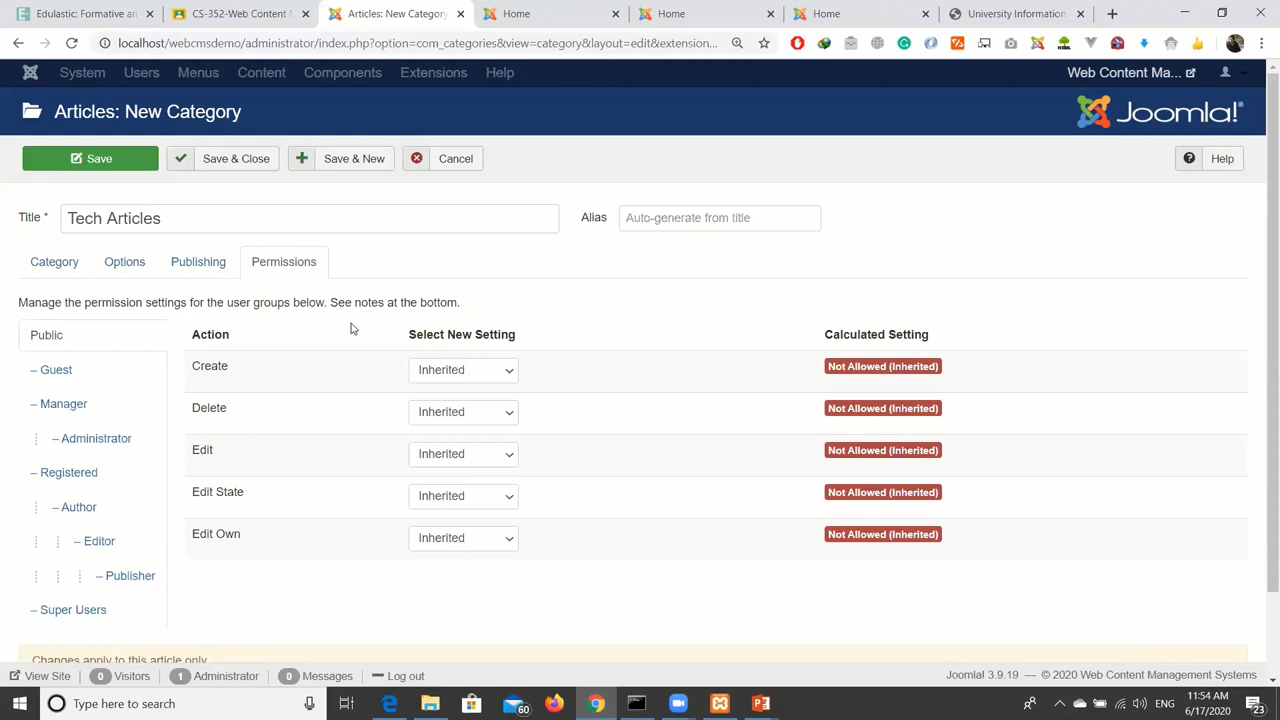 Edulastic: Formative an
CS-352-Web Content M
Articles: New Category
Home
Home
Home
University Information
localhost/webcmsdemo/administrator/index.php?option=com_categories&view=category&layout=edit&extension...
System Users Menus Content Components Extensions Help
Web Content Ma...
Articles: New Category
Joomla!®
Save
Save & Close
Save & New
Cancel
Help
Title *
Tech Articles
Alias
Auto-generate from title
Category Options Publishing Permissions
Manage the permission settings for the user groups below. See notes at the bottom.
Public
Action Select New Setting Calculated Setting
Create Inherited Not Allowed (Inherited)
– Guest
– Manager
Delete Inherited Not Allowed (Inherited)
– Administrator
Edit Inherited Not Allowed (Inherited)
– Registered
Edit State Inherited Not Allowed (Inherited)
– Author
Edit Own Inherited Not Allowed (Inherited)
– Editor
– Publisher
– Super Users
Changes apply to this article only
View Site 0 Visitors 1 Administrator 0 Messages Log out
Joomla! 3.9.19 — © 2020 Web Content Management Systems
Type here to search
60
ENG
11:54 AM
6/17/2020
23